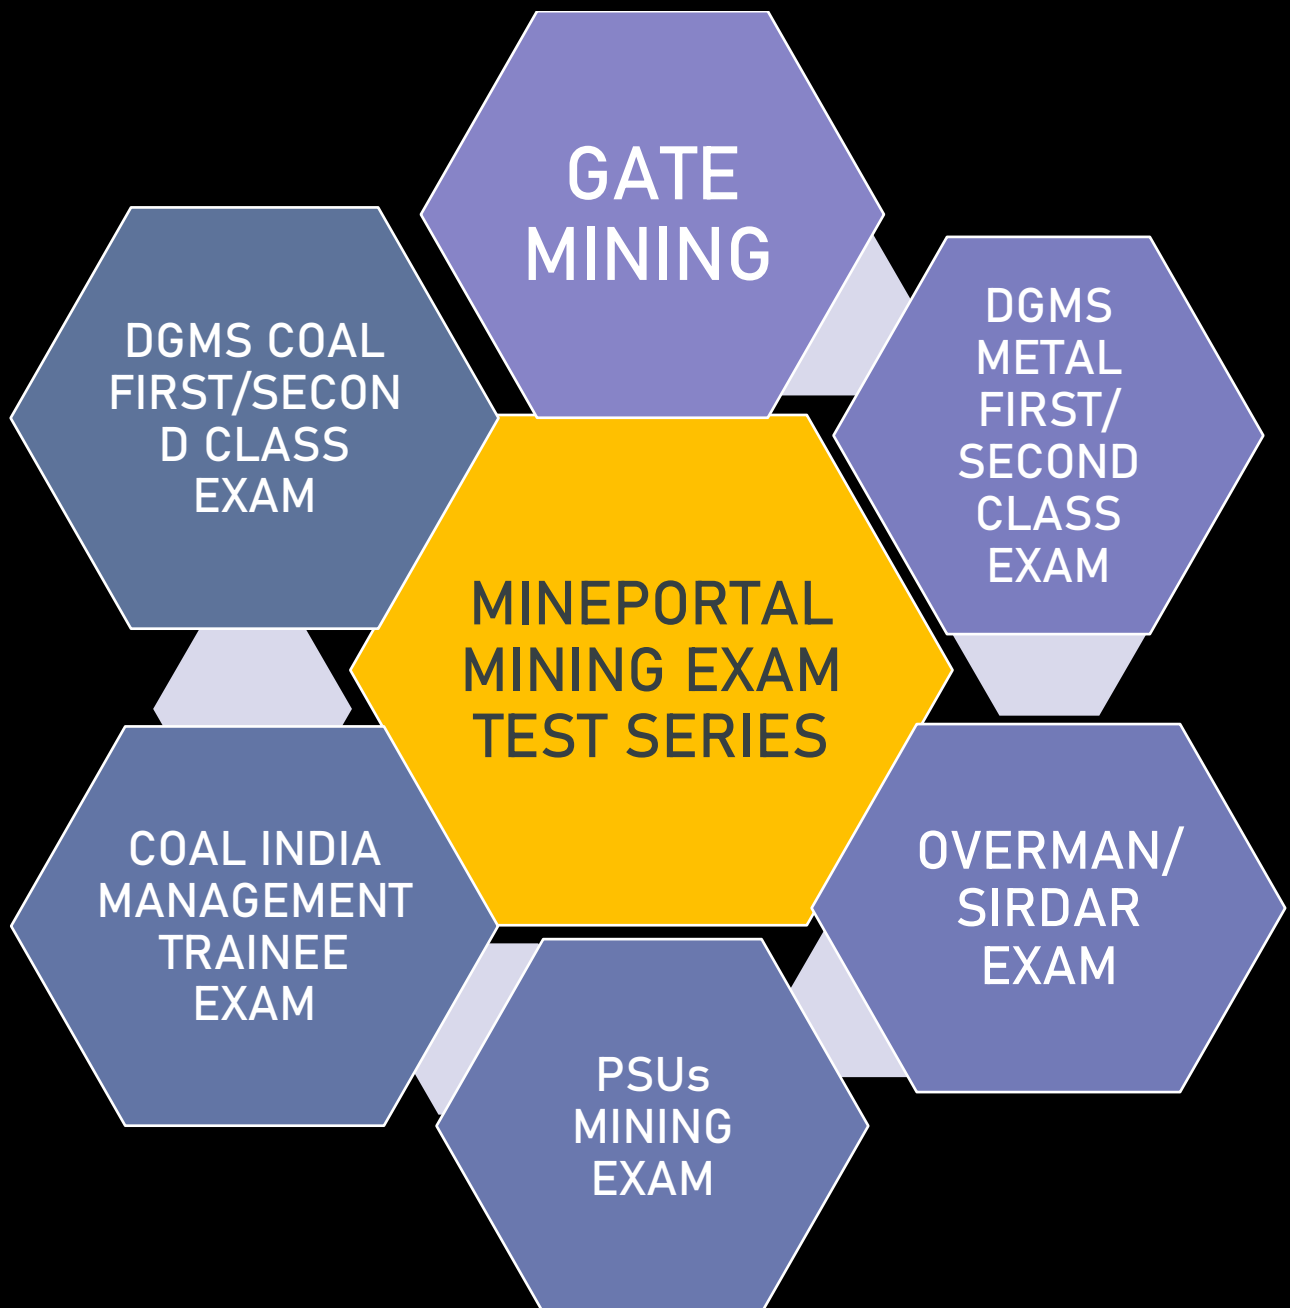 GATE
MINING
DGMS COAL
FIRST/SECON
D CLASS
EXAM
DGMS
METAL
FIRST/
SECOND
CLASS
EXAM
MINEPORTAL
MINING EXAM
TEST SERIES
COAL INDIA
MANAGEMENT
TRAINEE
EXAM
OVERMAN/
SIRDAR
EXAM
PSUs
MINING
EXAM